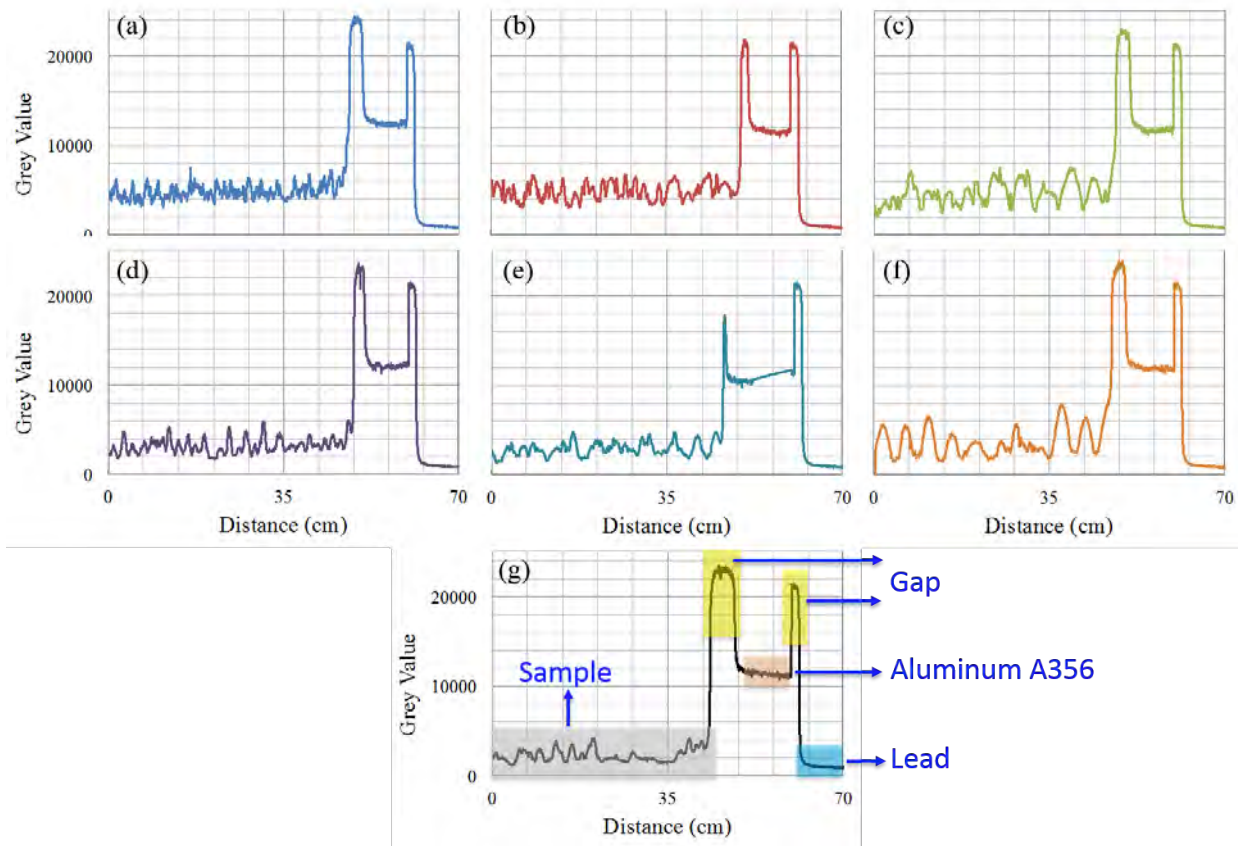 (a)
(b)
(c)
20000
10000
0
Grey Value
(d)
(e)
(f)
20000
10000
0
Grey Value
0 35 70
0 35 70
0 35 70
Distance (cm)
Distance (cm)
Distance (cm)
(g)
Gap
20000
Sample
Aluminum A356
10000
Grey Value
Lead
0
0 35 70
Distance (cm)